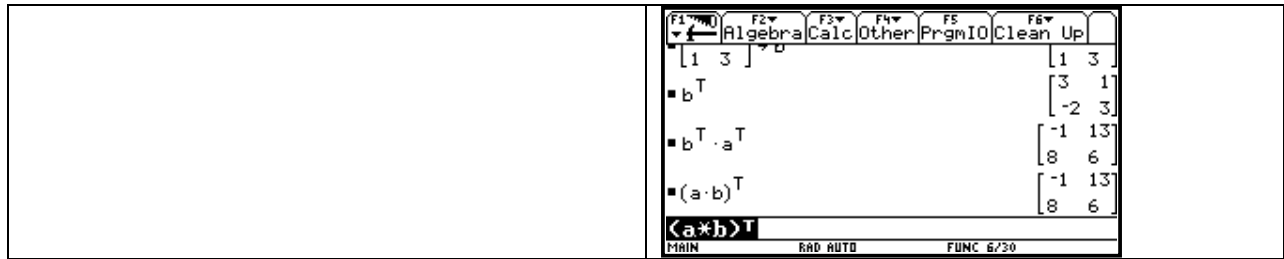 F1▼ F2▼ F3▼ F4▼ F5 F6▼
Algebra Calc Other PrgmIO Clean Up
[1 3] → b [1 3]
▪ b^T [3 1
-2 3]
▪ b^T · a^T [-1 13
8 6]
▪ (a·b)^T [-1 13
8 6]
(a*b)T
MAIN RAD AUTO FUNC 6/30